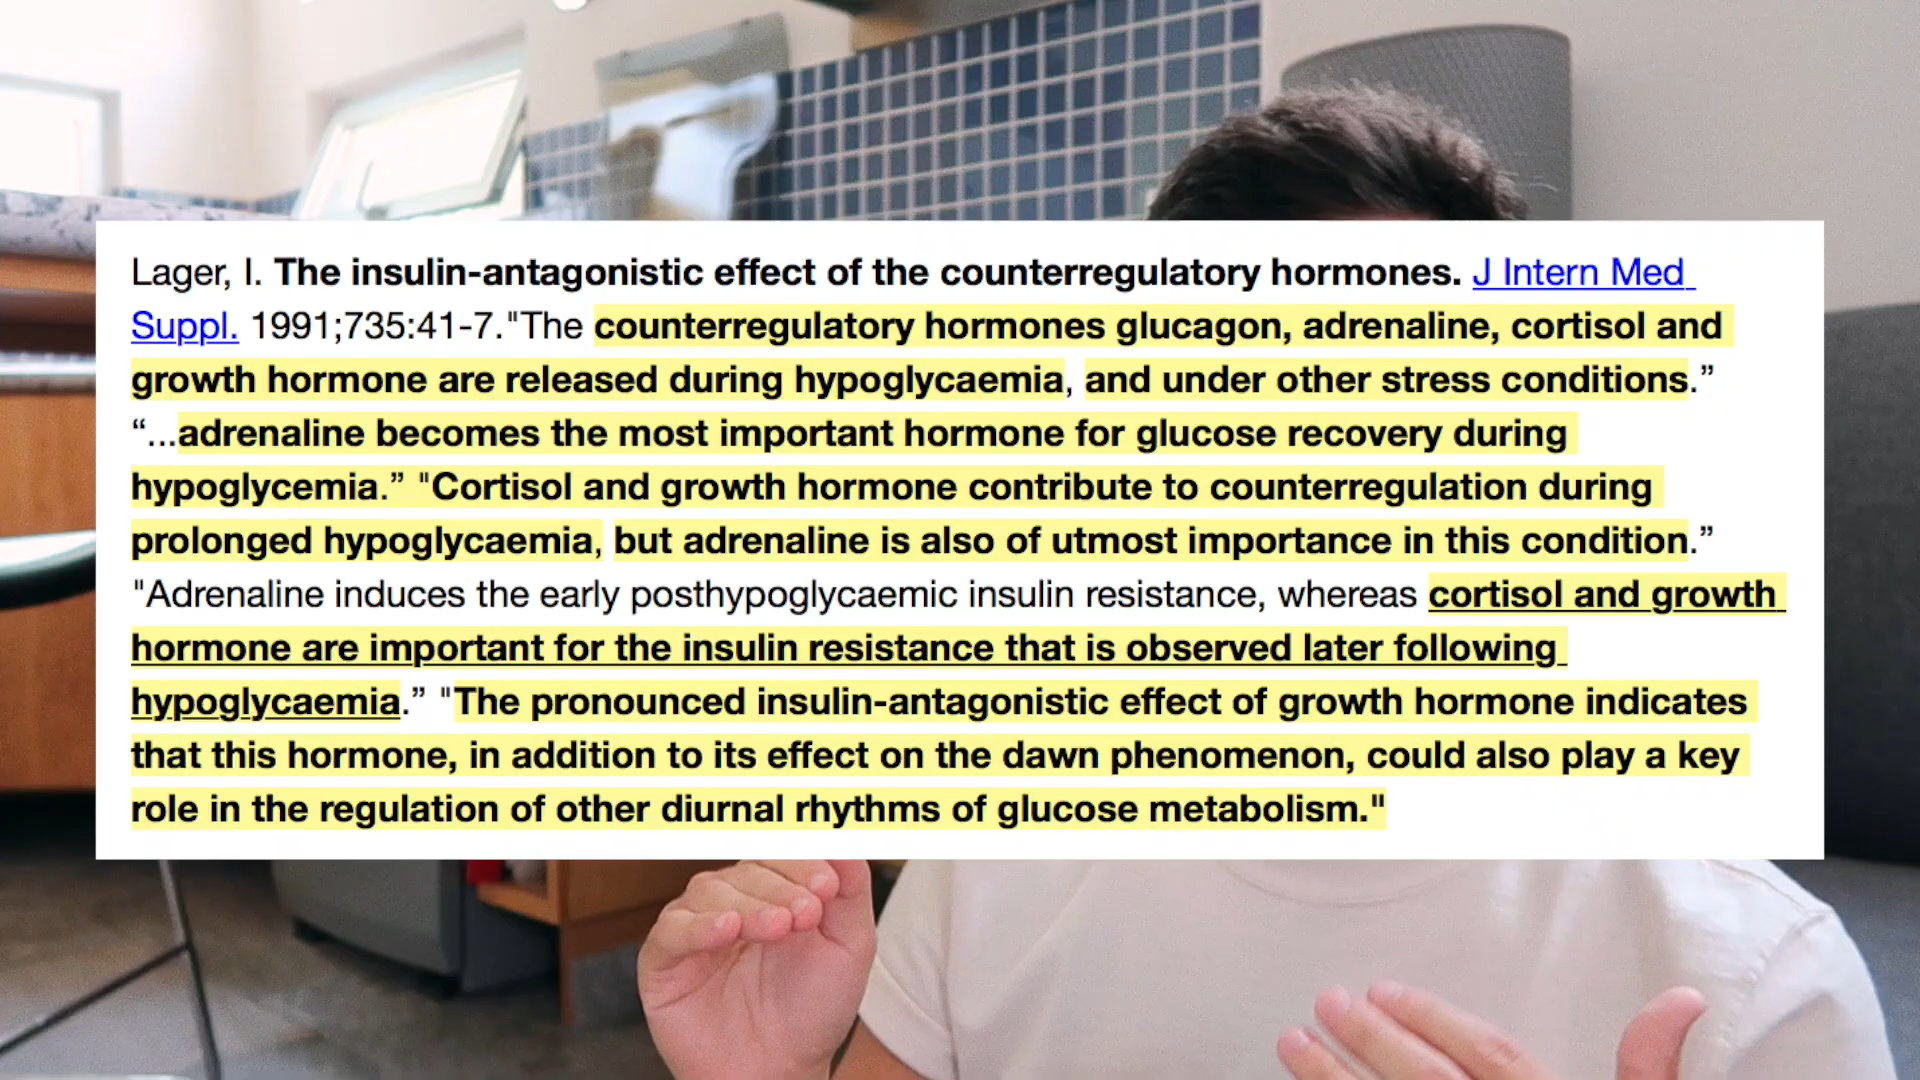 Lager, I. The insulin-antagonistic effect of the counterregulatory hormones. J Intern Med
Suppl. 1991;735:41-7."The counterregulatory hormones glucagon, adrenaline, cortisol and
growth hormone are released during hypoglycaemia, and under other stress conditions.”
“...adrenaline becomes the most important hormone for glucose recovery during
hypoglycemia.” "Cortisol and growth hormone contribute to counterregulation during
prolonged hypoglycaemia, but adrenaline is also of utmost importance in this condition.”
"Adrenaline induces the early posthypoglycaemic insulin resistance, whereas cortisol and growth
hormone are important for the insulin resistance that is observed later following
hypoglycaemia.” "The pronounced insulin-antagonistic effect of growth hormone indicates
that this hormone, in addition to its effect on the dawn phenomenon, could also play a key
role in the regulation of other diurnal rhythms of glucose metabolism."